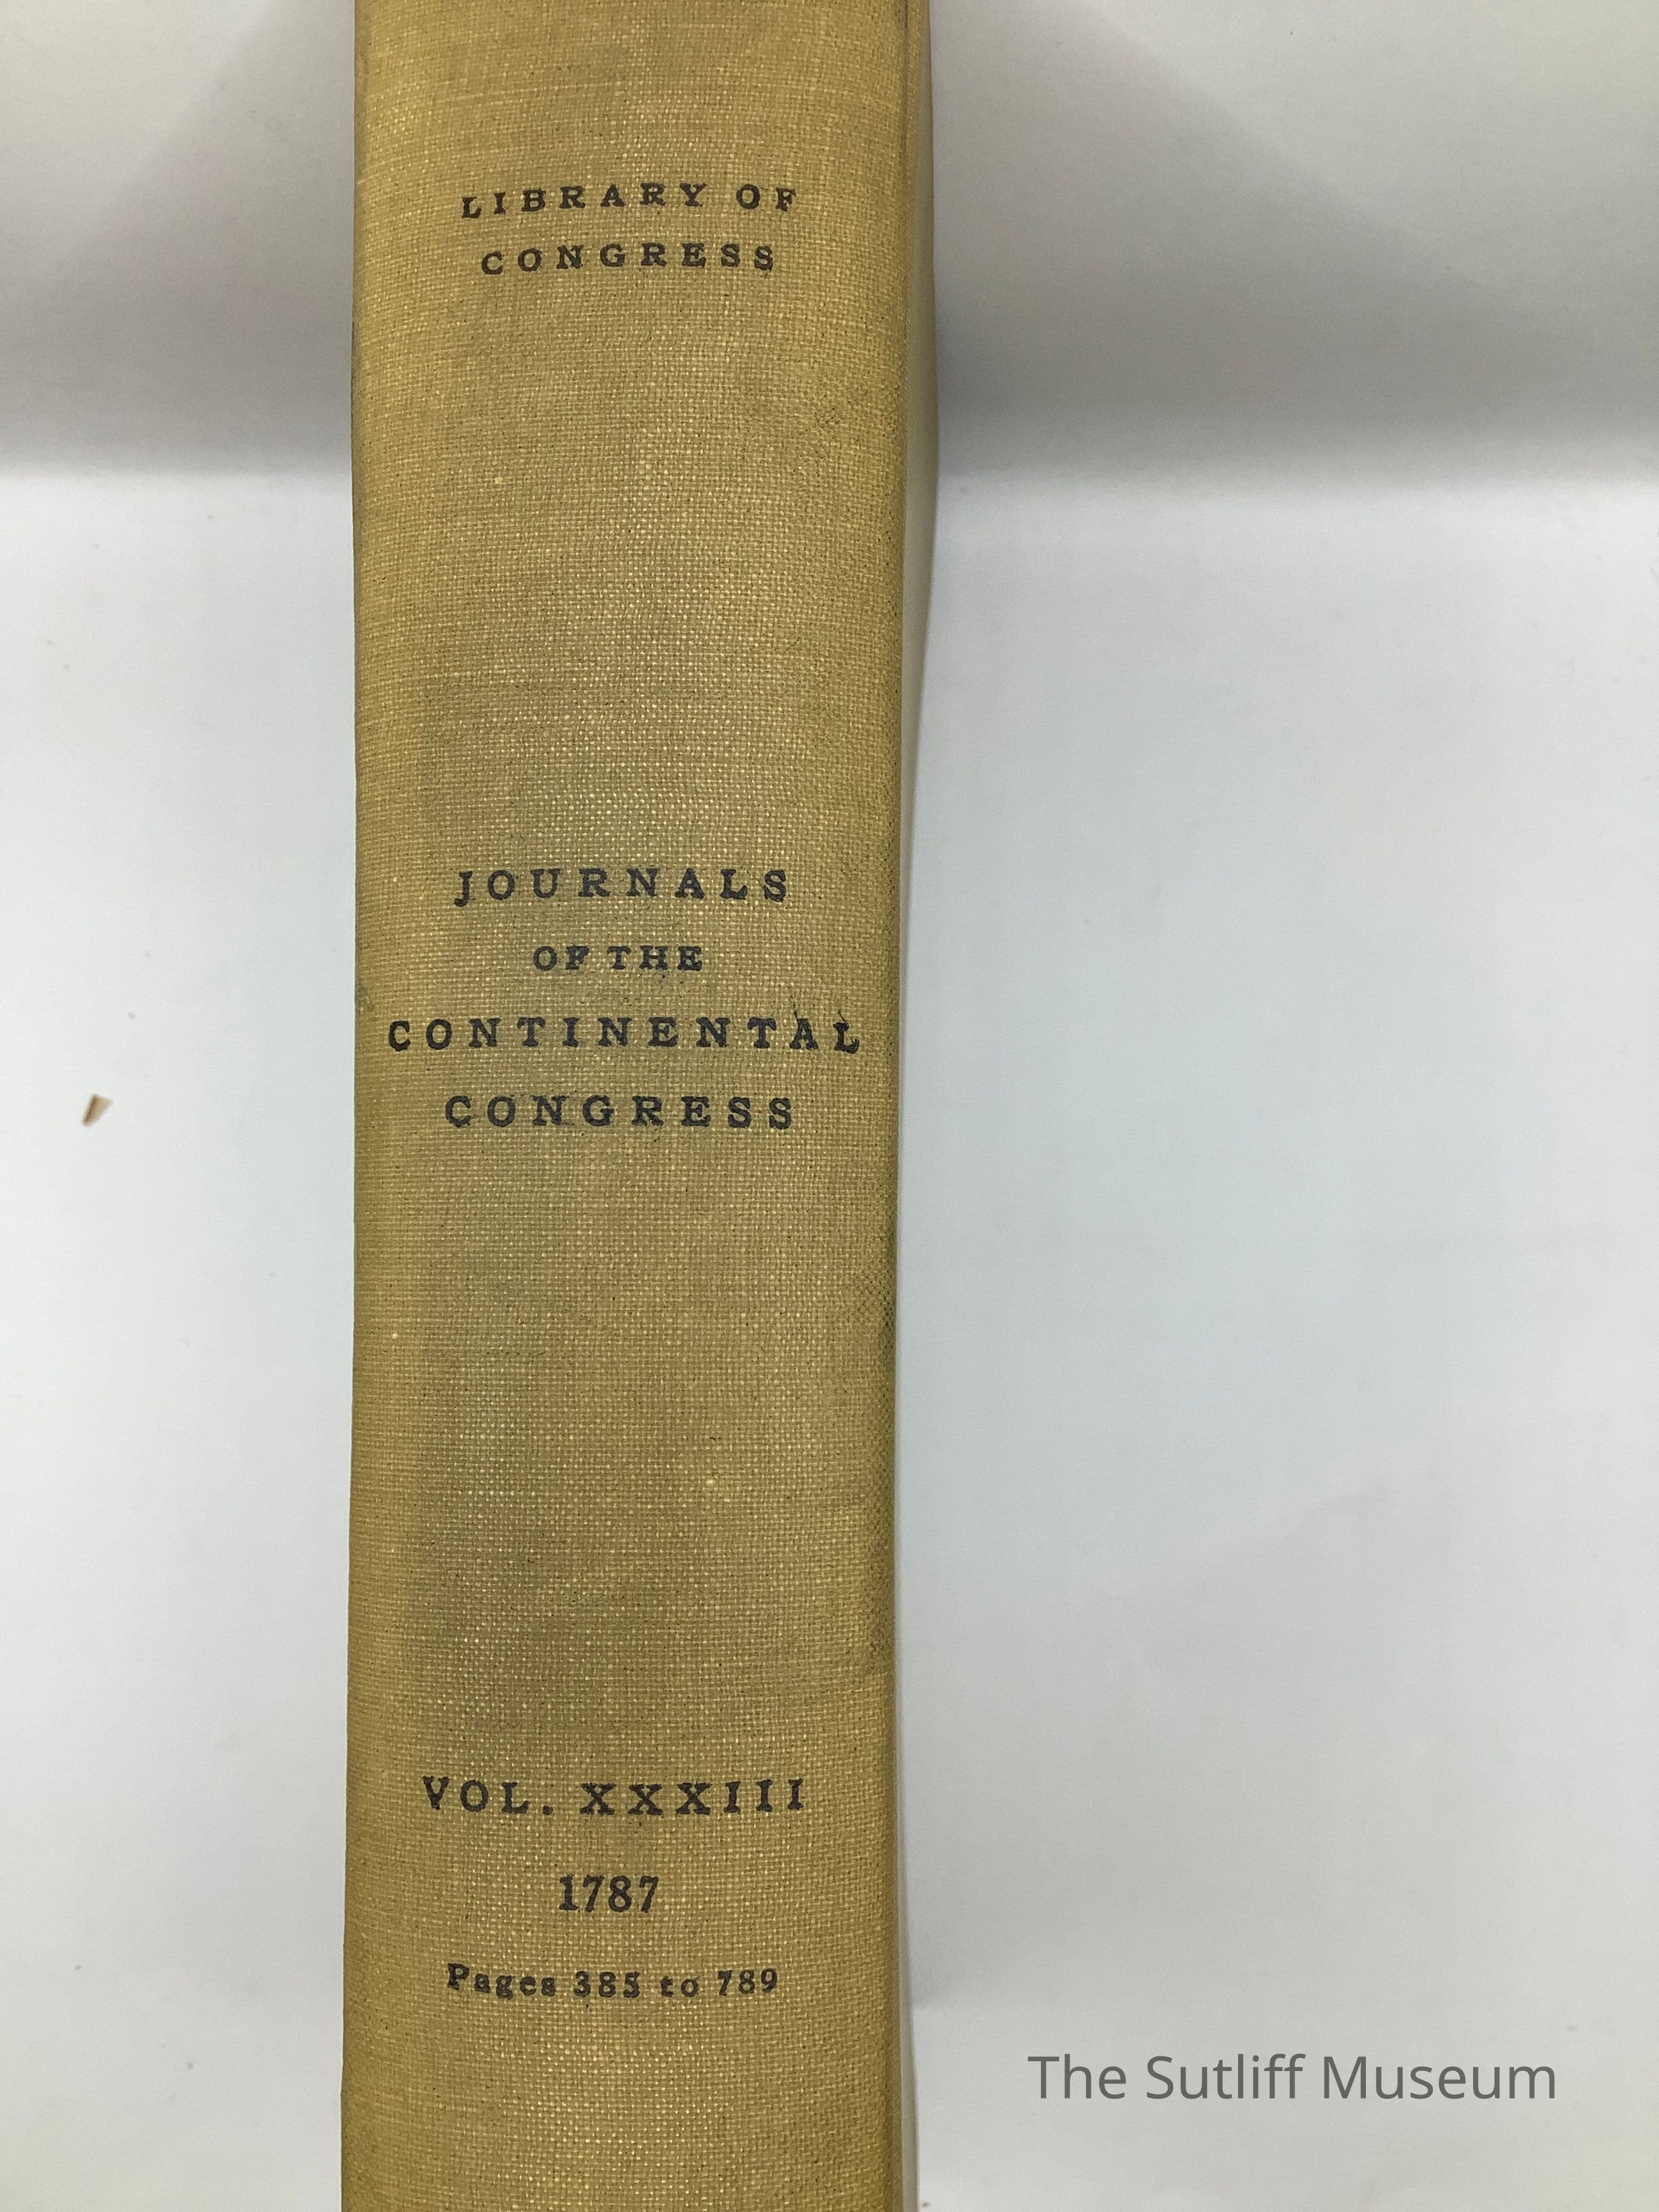 LIBRARY OF
CONGRESS
JOURNALS
OF THE
CONTINENTAL
CONGRESS
VOL. XXXIII
1787
Pages 385 to 789
The Sutliff Museum